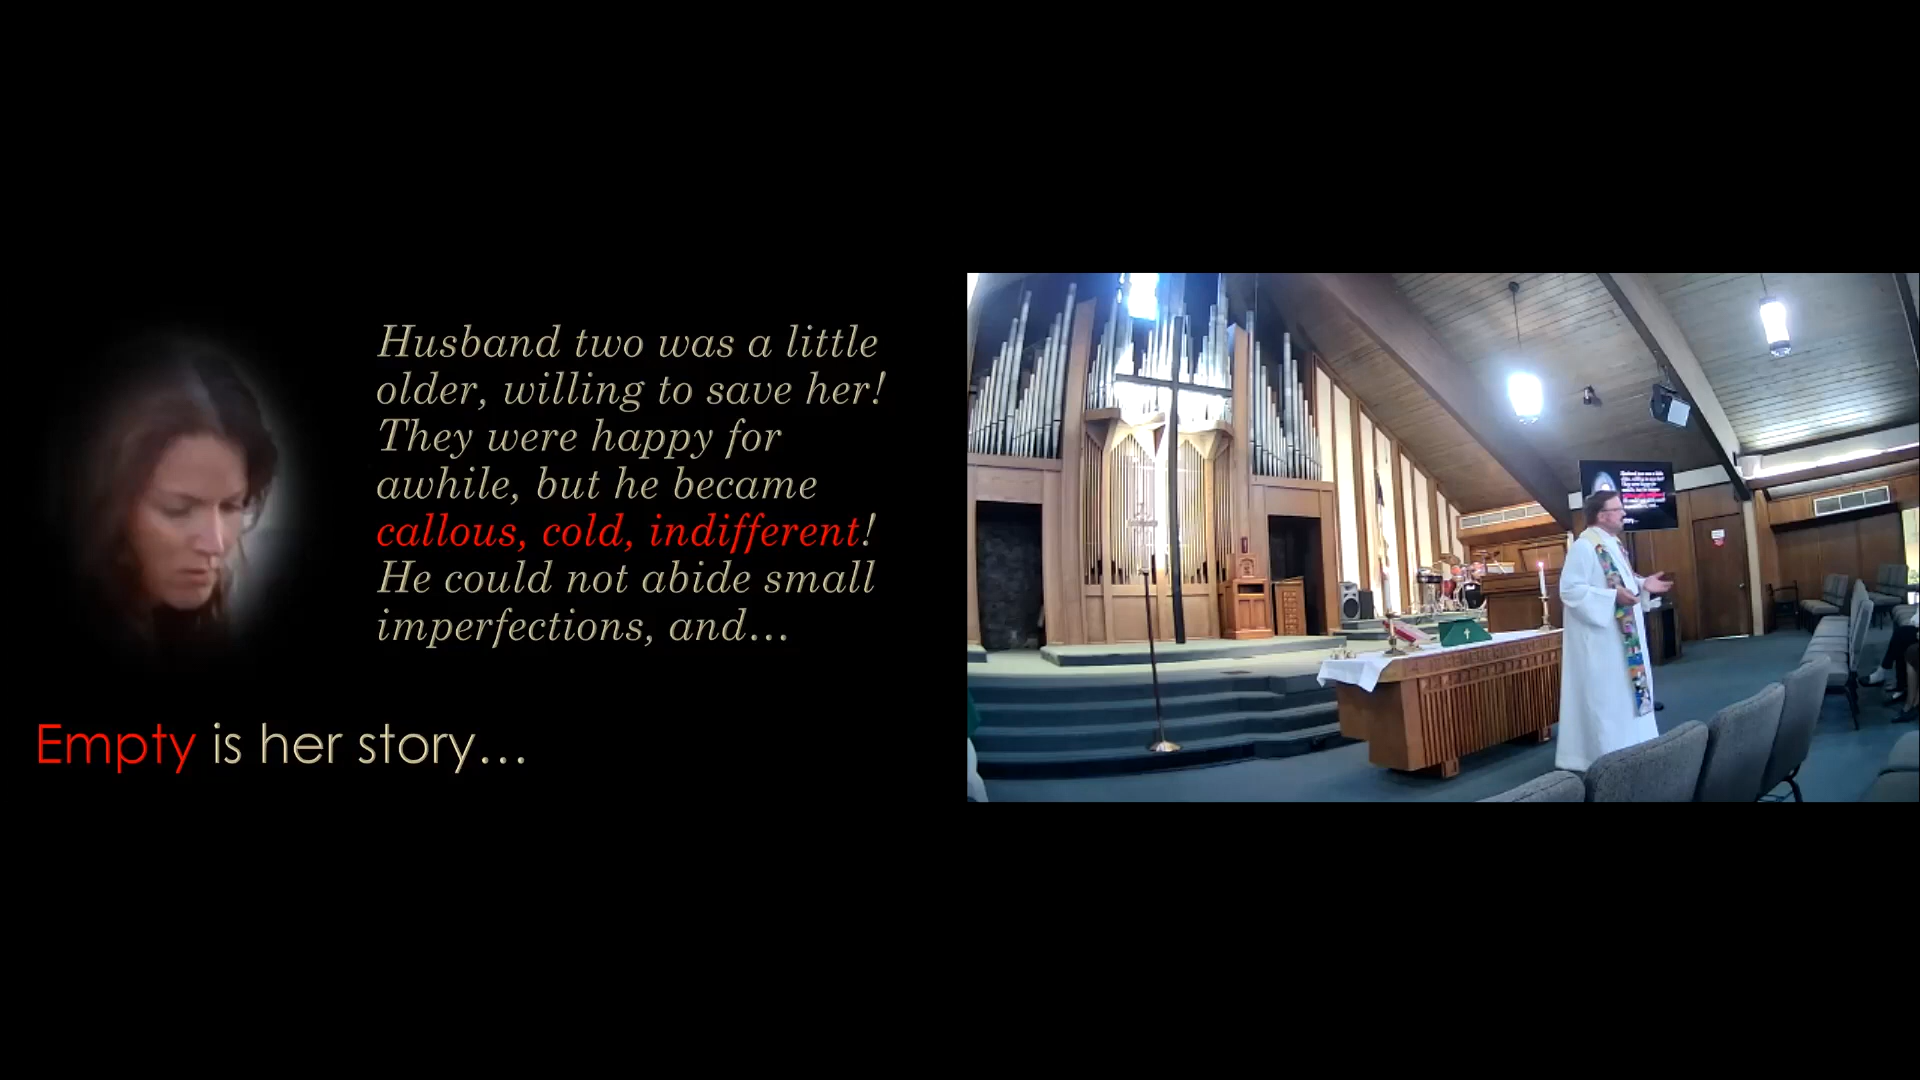 Husband two was a little
older, willing to save her!
They were happy for
awhile, but he became
callous, cold, indifferent!
He could not abide small
imperfections, and…
Empty is her story…